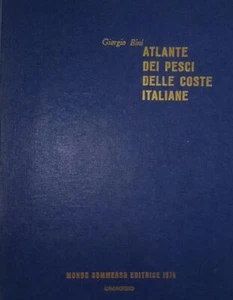 Giorgio Bini
ATLANTE
DEI PESCI
DELLE COSTE
ITALIANE
MONDO SOMMERSO EDITRICE